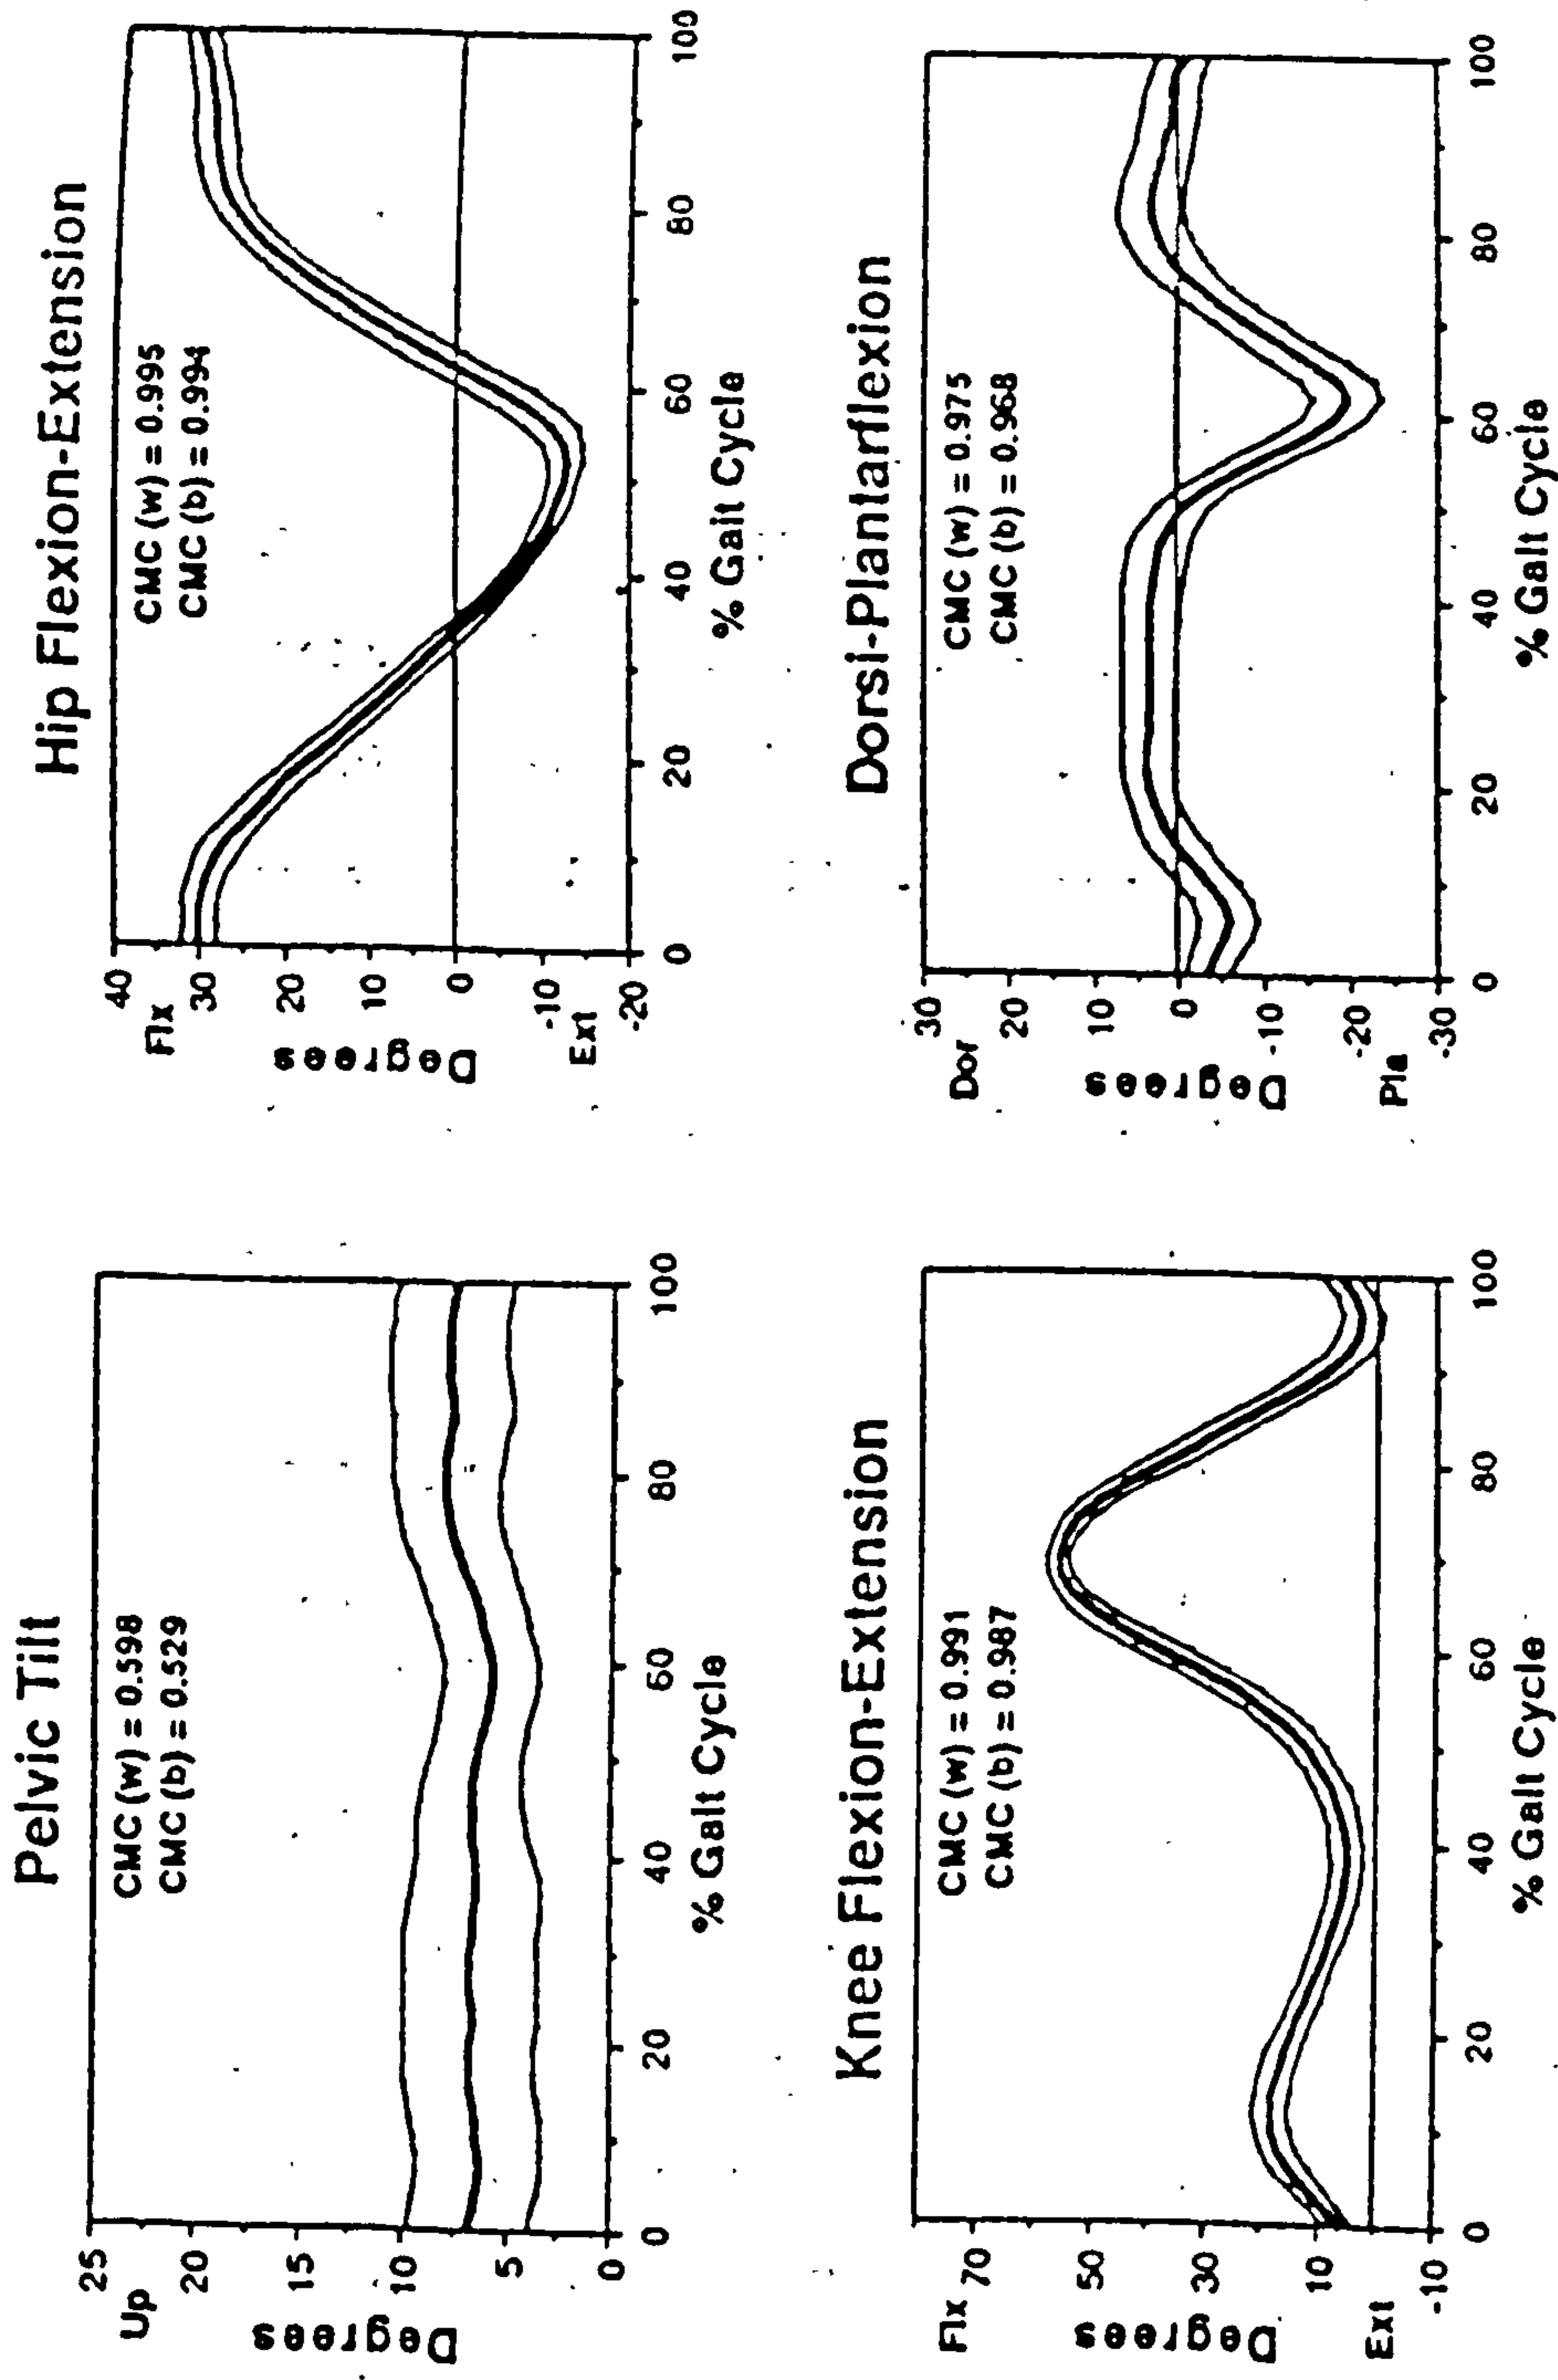 Pelvic Tilt
CMC (w) = 0.598
CMC (b) = 0.529
25
Up
20
15
10
5
0
Degrees
0 20 40 60 80 100
% Gait Cycle
Hip Flexion-Extension
CMC (w) = 0.995
CMC (b) = 0.994
40
Flx
30
20
10
0
-10
Ext
-20
Degrees
0 20 40 60 80 100
% Gait Cycle
Knee Flexion-Extension
CMC (w) = 0.991
CMC (b) = 0.987
Flx
70
50
30
10
Ext
-10
Degrees
0 20 40 60 80 100
% Gait Cycle
Dorsi-Plantarflexion
CMC (w) = 0.975
CMC (b) = 0.968
30
Dor
20
10
0
-10
-20
Pla
-30
Degrees
0 20 40 60 80 100
% Gait Cycle